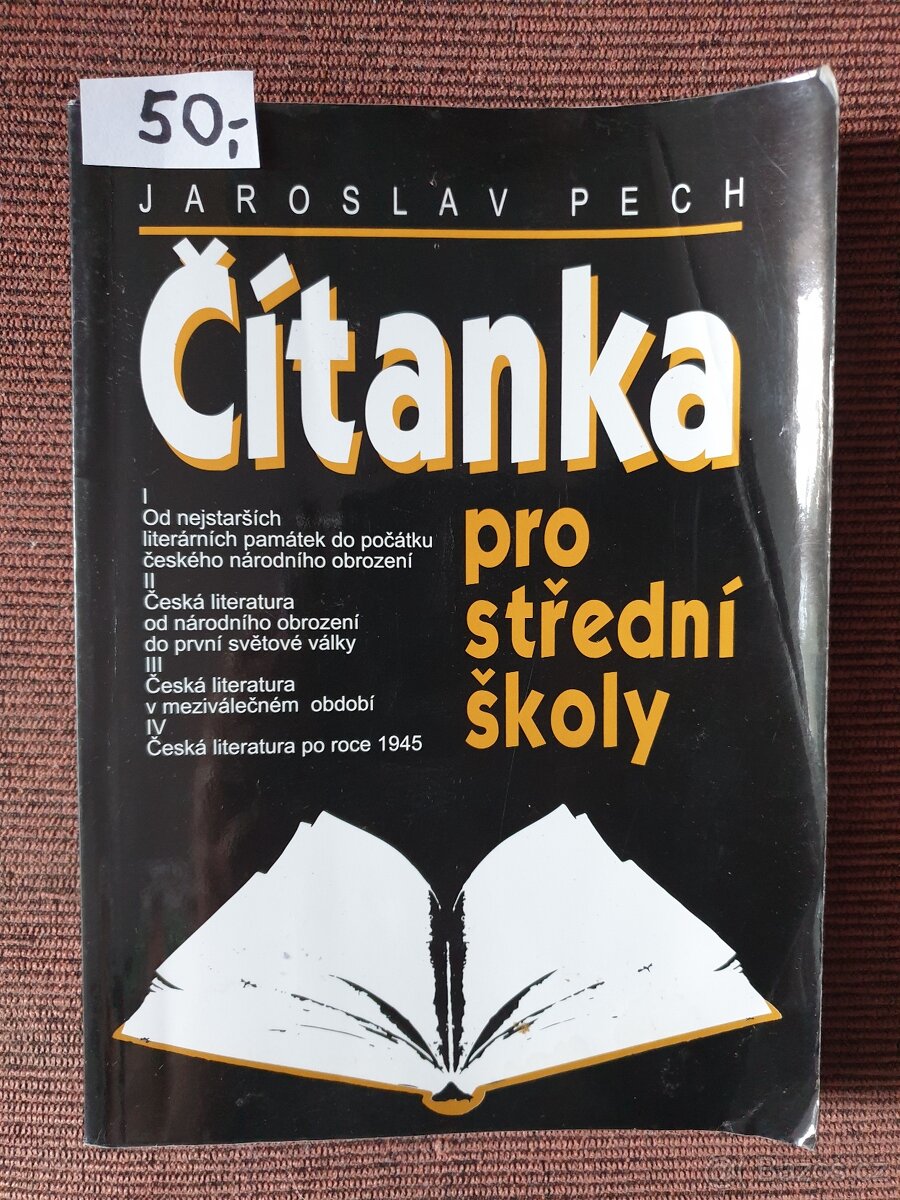 50,-
JAROSLAV PECH
Čítanka
pro
střední
školy
I
Od nejstarších
literárních památek do počátku
českého národního obrození
II
Česká literatura
od národního obrození
do první světové války
III
Česká literatura
v meziválečném období
IV
Česká literatura po roce 1945